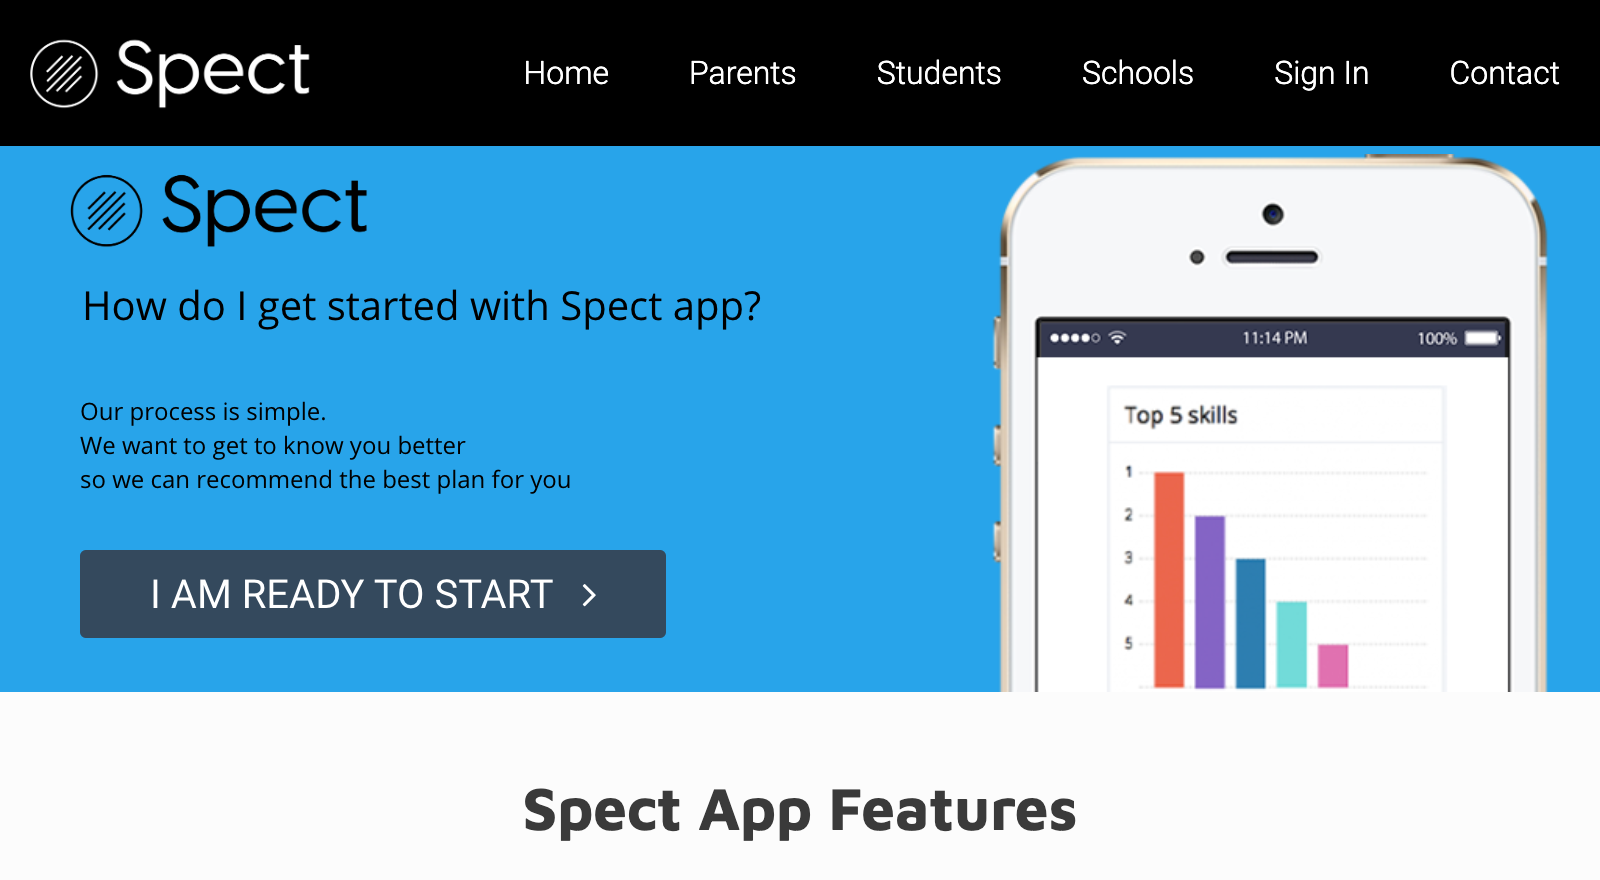 Spect
Home Parents Students Schools Sign In Contact
Spect
How do I get started with Spect app?
Our process is simple.
We want to get to know you better
so we can recommend the best plan for you
I AM READY TO START
11:14 PM 100%
Top 5 skills
1
2
3
4
5
Spect App Features